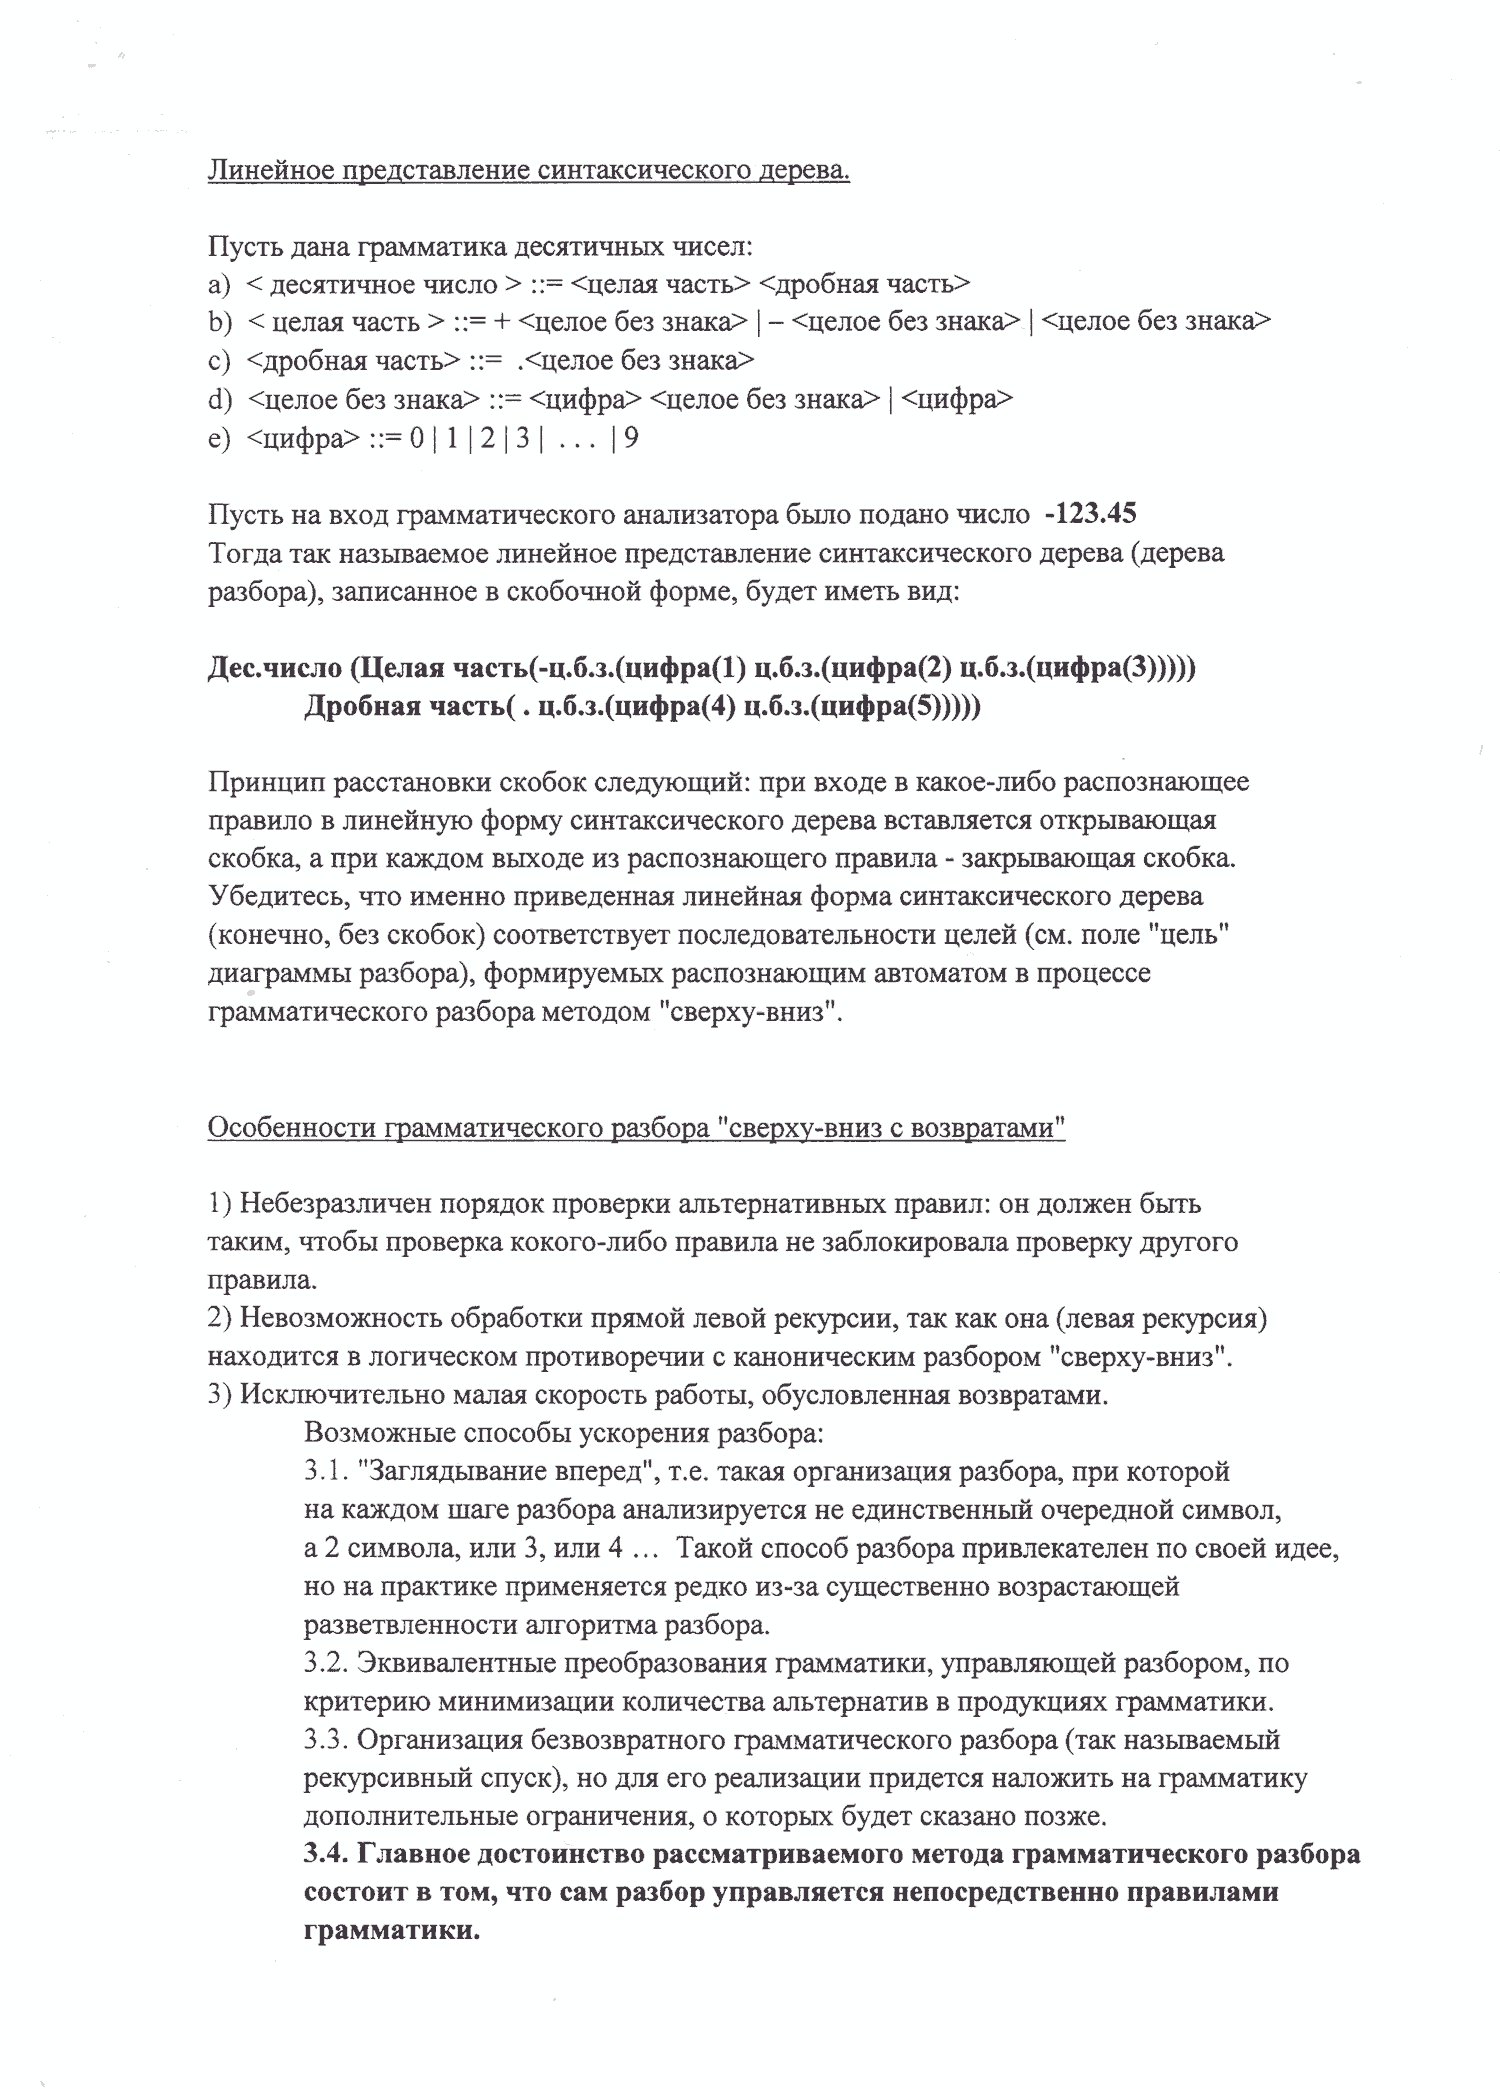 Линейное представление синтаксического дерева.
Пусть дана грамматика десятичных чисел:
a) < десятичное число > ::= <целая часть> <дробная часть>
b) < целая часть > ::= + <целое без знака> | – <целое без знака> | <целое без знака>
c) <дробная часть> ::= .<целое без знака>
d) <целое без знака> ::= <цифра> <целое без знака> | <цифра>
e) <цифра> ::= 0 | 1 | 2 | 3 | . . . | 9
Пусть на вход грамматического анализатора было подано число -123.45
Тогда так называемое линейное представление синтаксического дерева (дерева
разбора), записанное в скобочной форме, будет иметь вид:
Дес.число (Целая часть(-ц.б.з.(цифра(1) ц.б.з.(цифра(2) ц.б.з.(цифра(3)))))
Дробная часть( . ц.б.з.(цифра(4) ц.б.з.(цифра(5)))))
Принцип расстановки скобок следующий: при входе в какое-либо распознающее
правило в линейную форму синтаксического дерева вставляется открывающая
скобка, а при каждом выходе из распознающего правила - закрывающая скобка.
Убедитесь, что именно приведенная линейная форма синтаксического дерева
(конечно, без скобок) соответствует последовательности целей (см. поле "цель"
диаграммы разбора), формируемых распознающим автоматом в процессе
грамматического разбора методом "сверху-вниз".
Особенности грамматического разбора "сверху-вниз с возвратами"
1) Небезразличен порядок проверки альтернативных правил: он должен быть
таким, чтобы проверка кокого-либо правила не заблокировала проверку другого
правила.
2) Невозможность обработки прямой левой рекурсии, так как она (левая рекурсия)
находится в логическом противоречии с каноническим разбором "сверху-вниз".
3) Исключительно малая скорость работы, обусловленная возвратами.
Возможные способы ускорения разбора:
3.1. "Заглядывание вперед", т.е. такая организация разбора, при которой
на каждом шаге разбора анализируется не единственный очередной символ,
а 2 символа, или 3, или 4 … Такой способ разбора привлекателен по своей идее,
но на практике применяется редко из-за существенно возрастающей
разветвленности алгоритма разбора.
3.2. Эквивалентные преобразования грамматики, управляющей разбором, по
критерию минимизации количества альтернатив в продукциях грамматики.
3.3. Организация безвозвратного грамматического разбора (так называемый
рекурсивный спуск), но для его реализации придется наложить на грамматику
дополнительные ограничения, о которых будет сказано позже.
3.4. Главное достоинство рассматриваемого метода грамматического разбора
состоит в том, что сам разбор управляется непосредственно правилами
грамматики.